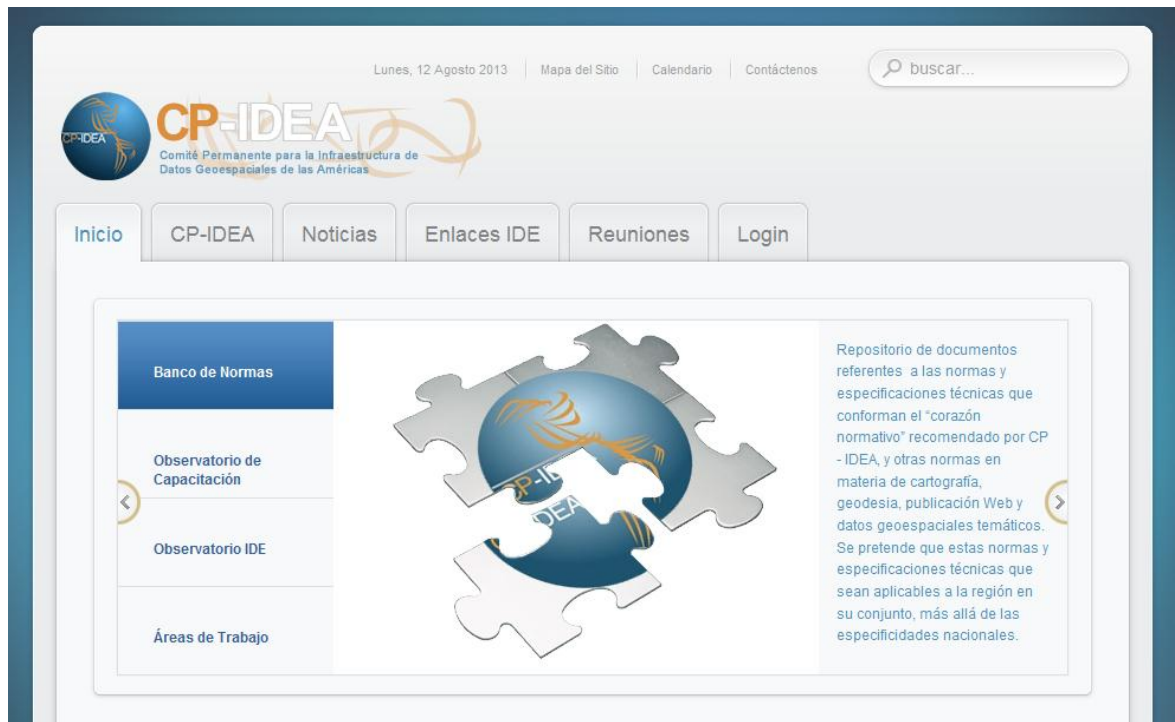 Lunes, 12 Agosto 2013
Mapa del Sitio
Calendario
Contáctenos
buscar...
CP-IDEA
CP-IDEA
Comité Permanente para la Infraestructura de
Datos Geoespaciales de las Américas
Inicio
CP-IDEA
Noticias
Enlaces IDE
Reuniones
Login
Banco de Normas
Observatorio de
Capacitación
Observatorio IDE
Áreas de Trabajo
CP-ID
IDEA
Repositorio de documentos
referentes a las normas y
especificaciones técnicas que
conforman el “corazón
normativo” recomendado por CP
- IDEA, y otras normas en
materia de cartografía,
geodesia, publicación Web y
datos geoespaciales temáticos.
Se pretende que estas normas y
especificaciones técnicas que
sean aplicables a la región en
su conjunto, más allá de las
especificidades nacionales.